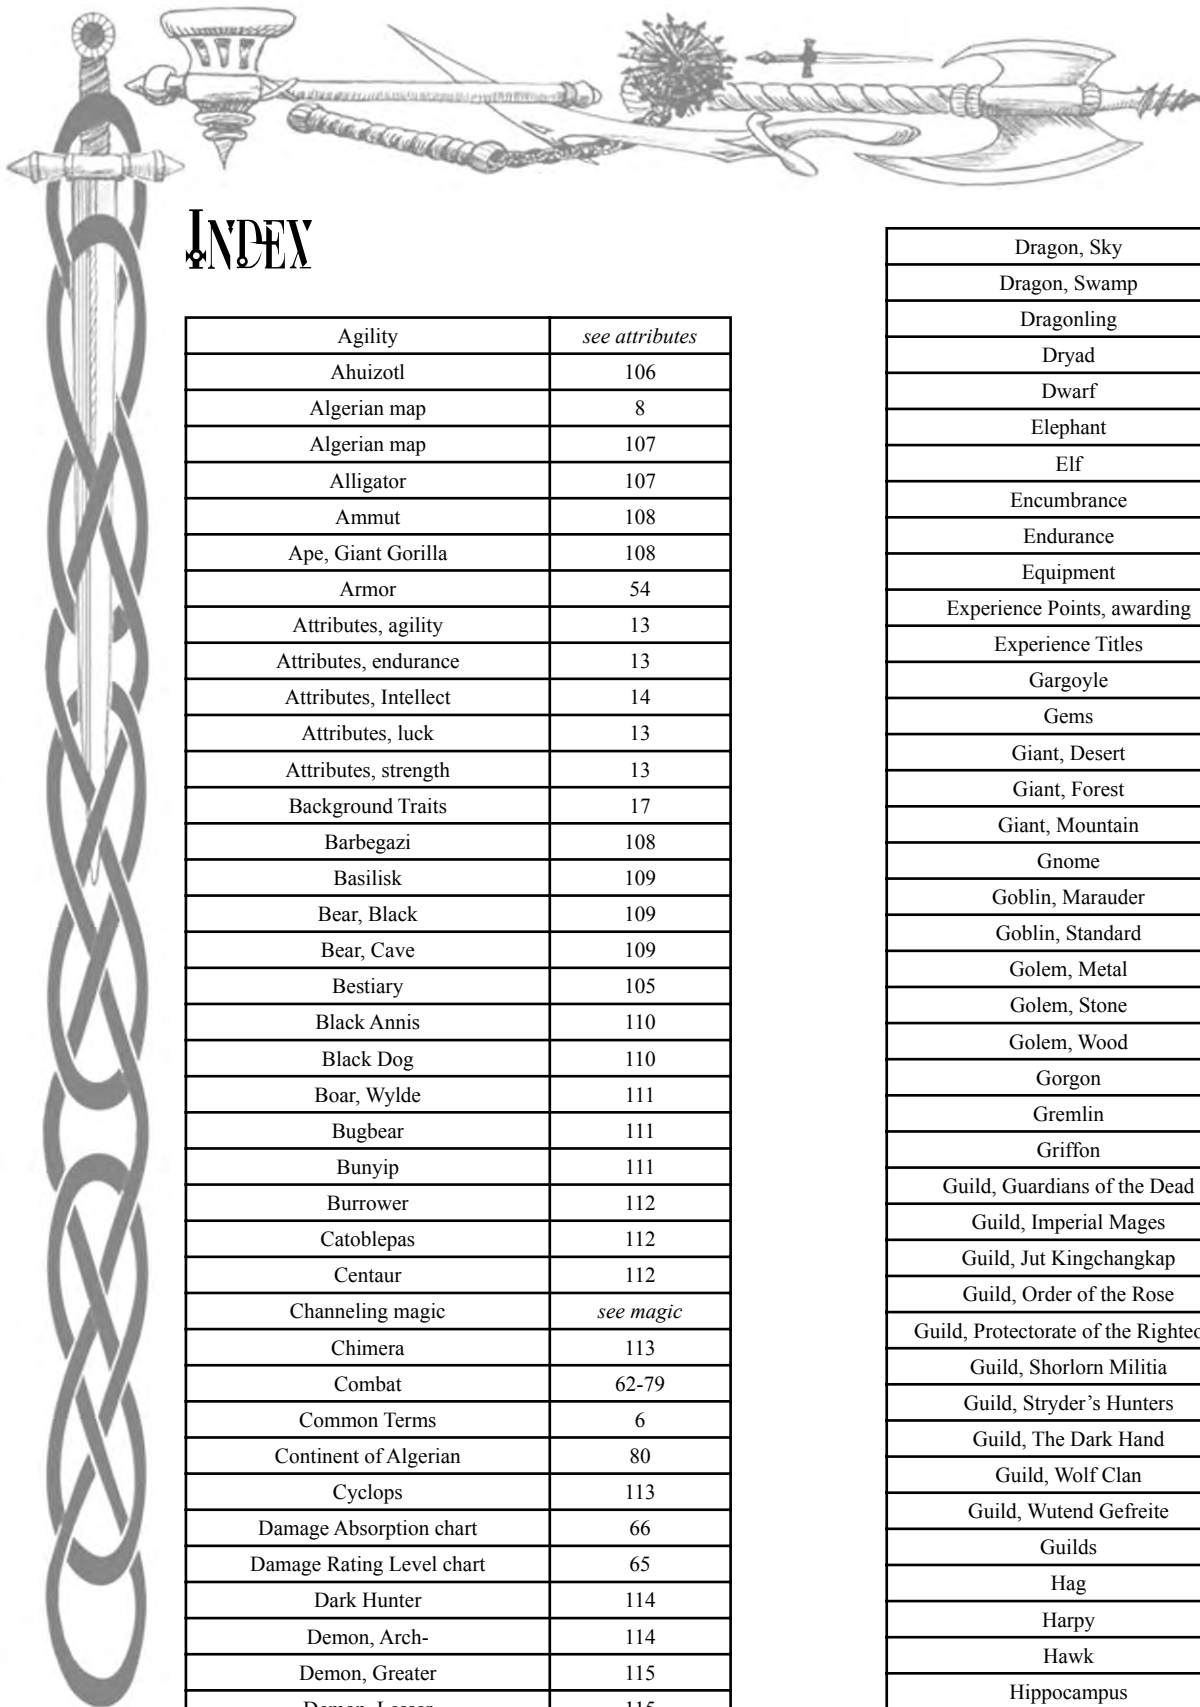 INDEX
Agility see attributes
Ahuizotl 106
Algerian map 8
Algerian map 107
Alligator 107
Ammut 108
Ape, Giant Gorilla 108
Armor 54
Attributes, agility 13
Attributes, endurance 13
Attributes, Intellect 14
Attributes, luck 13
Attributes, strength 13
Background Traits 17
Barbegazi 108
Basilisk 109
Bear, Black 109
Bear, Cave 109
Bestiary 105
Black Annis 110
Black Dog 110
Boar, Wylde 111
Bugbear 111
Bunyip 111
Burrower 112
Catoblepas 112
Centaur 112
Channeling magic see magic
Chimera 113
Combat 62-79
Common Terms 6
Continent of Algerian 80
Cyclops 113
Damage Absorption chart 66
Damage Rating Level chart 65
Dark Hunter 114
Demon, Arch- 114
Demon, Greater 115
Demon, Lesser 115
Dragon, Sky
Dragon, Swamp
Dragonling
Dryad
Dwarf
Elephant
Elf
Encumbrance
Endurance
Equipment
Experience Points, awarding
Experience Titles
Gargoyle
Gems
Giant, Desert
Giant, Forest
Giant, Mountain
Gnome
Goblin, Marauder
Goblin, Standard
Golem, Metal
Golem, Stone
Golem, Wood
Gorgon
Gremlin
Griffon
Guild, Guardians of the Dead
Guild, Imperial Mages
Guild, Jut Kingchangkap
Guild, Order of the Rose
Guild, Protectorate of the
Guild, Shorlorn Militia
Guild, Stryder's Hunters
Guild, The Dark Hand
Guild, Wolf Clan
Guild, Wutend Gefreite
Guilds
Hag
Harpy
Hawk
Hippocampus